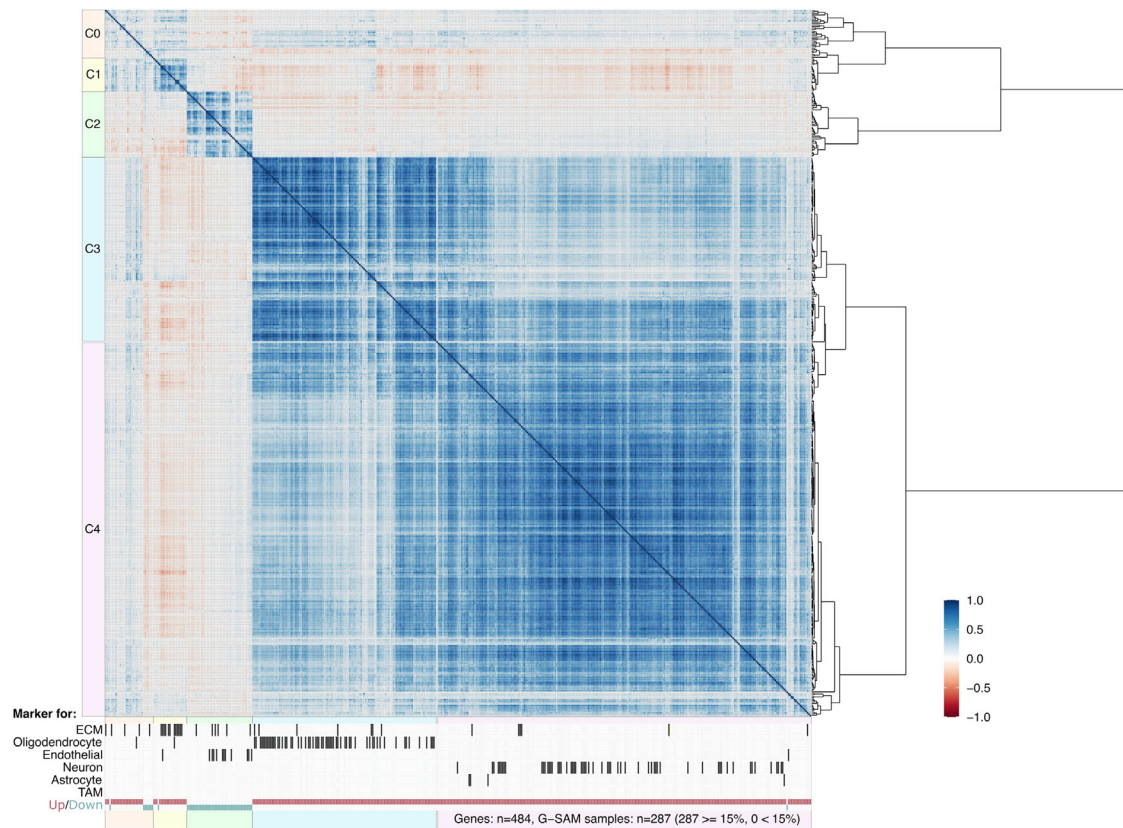 C0
C1
C2
C3
C4
1.0
0.5
0.0
−0.5
−1.0
Marker for:
ECM
Oligodendrocyte
Endothelial
Neuron
Astrocyte
TAM
Up/Down
Genes: n=484, G-SAM samples: n=287 (287 >= 15%, 0 < 15%)